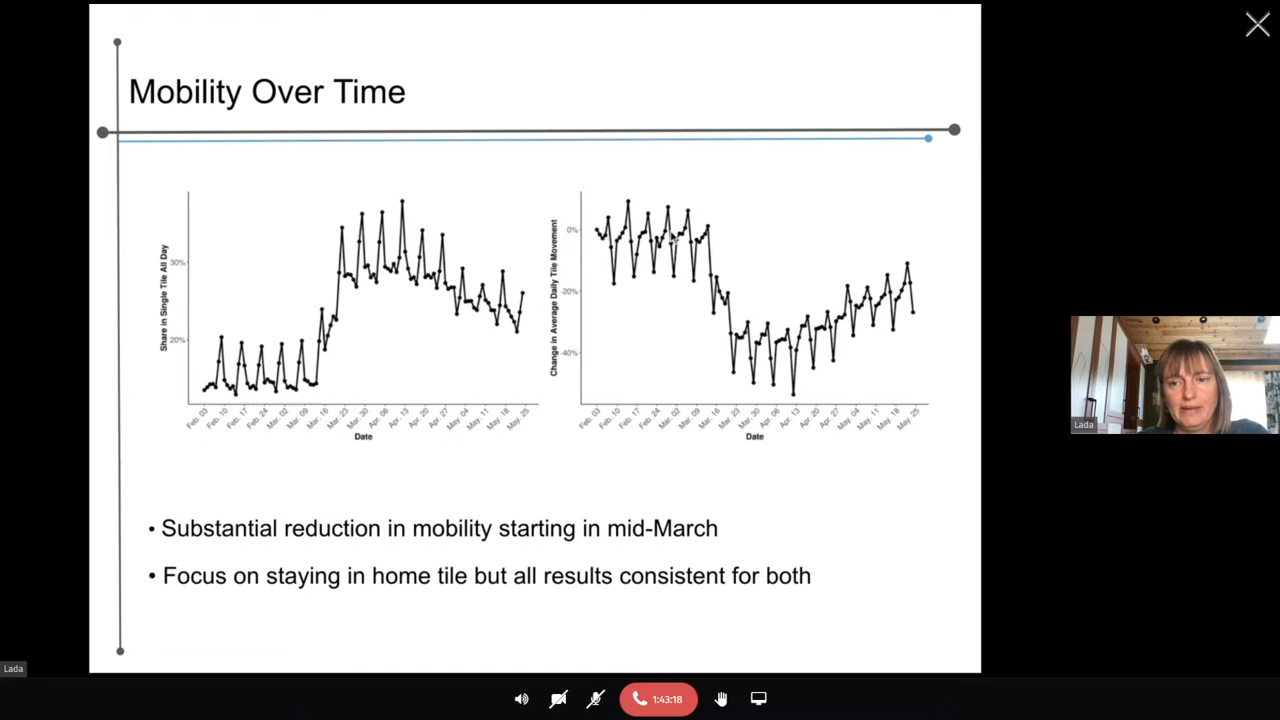 Mobility Over Time
Share in Single Tile All Day
30%
20%
Feb. 03
Feb. 10
Feb. 17
Feb. 24
Mar. 02
Mar. 09
Mar. 16
Mar. 23
Mar. 30
Apr. 06
Apr. 13
Apr. 20
Apr. 27
May. 04
May. 11
May. 18
May. 25
Date
Change in Average Daily Tile Movement
0%
-20%
-40%
Feb. 03
Feb. 10
Feb. 17
Feb. 24
Mar. 02
Mar. 09
Mar. 16
Mar. 23
Mar. 30
Apr. 06
Apr. 13
Apr. 20
Apr. 27
May. 04
May. 11
May. 18
May. 25
Date
• Substantial reduction in mobility starting in mid-March
• Focus on staying in home tile but all results consistent for both
Lada
Lada
1:43:18